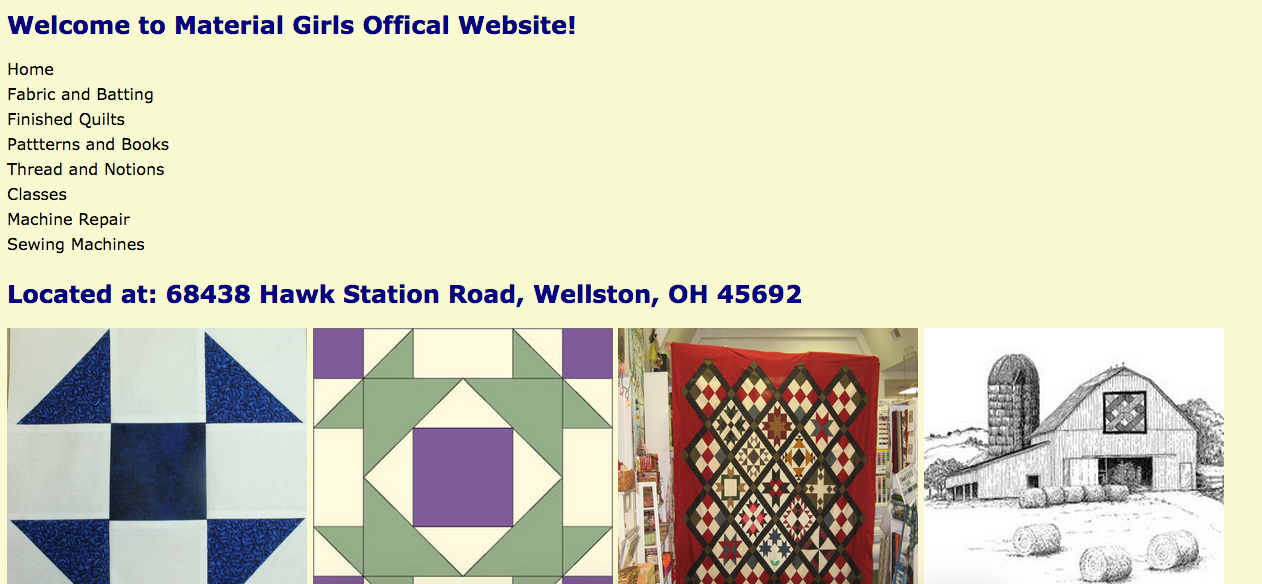 Welcome to Material Girls Offical Website!
Home
Fabric and Batting
Finished Quilts
Pattterns and Books
Thread and Notions
Classes
Machine Repair
Sewing Machines
Located at: 68438 Hawk Station Road, Wellston, OH 45692